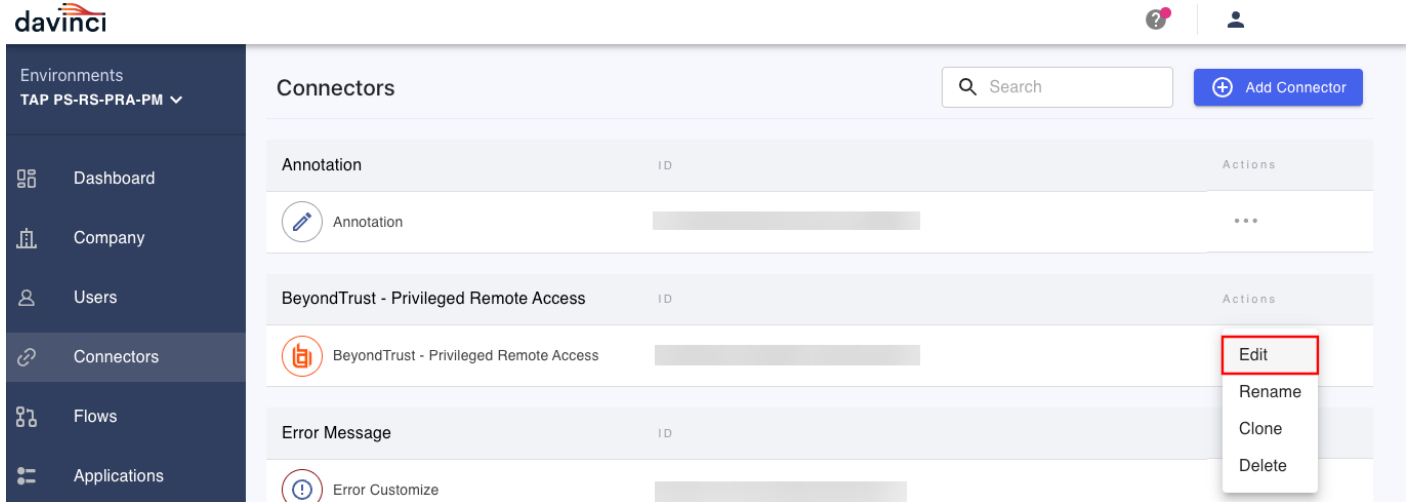 davinci
?
Environments
TAP PS-RS-PRA-PM
Dashboard
Company
Users
Connectors
Flows
Applications
Connectors
Search
Add Connector
Annotation ID Actions
Annotation
BeyondTrust - Privileged Remote Access ID Actions
BeyondTrust - Privileged Remote Access
Edit
Rename
Clone
Delete
Error Message ID
Error Customize